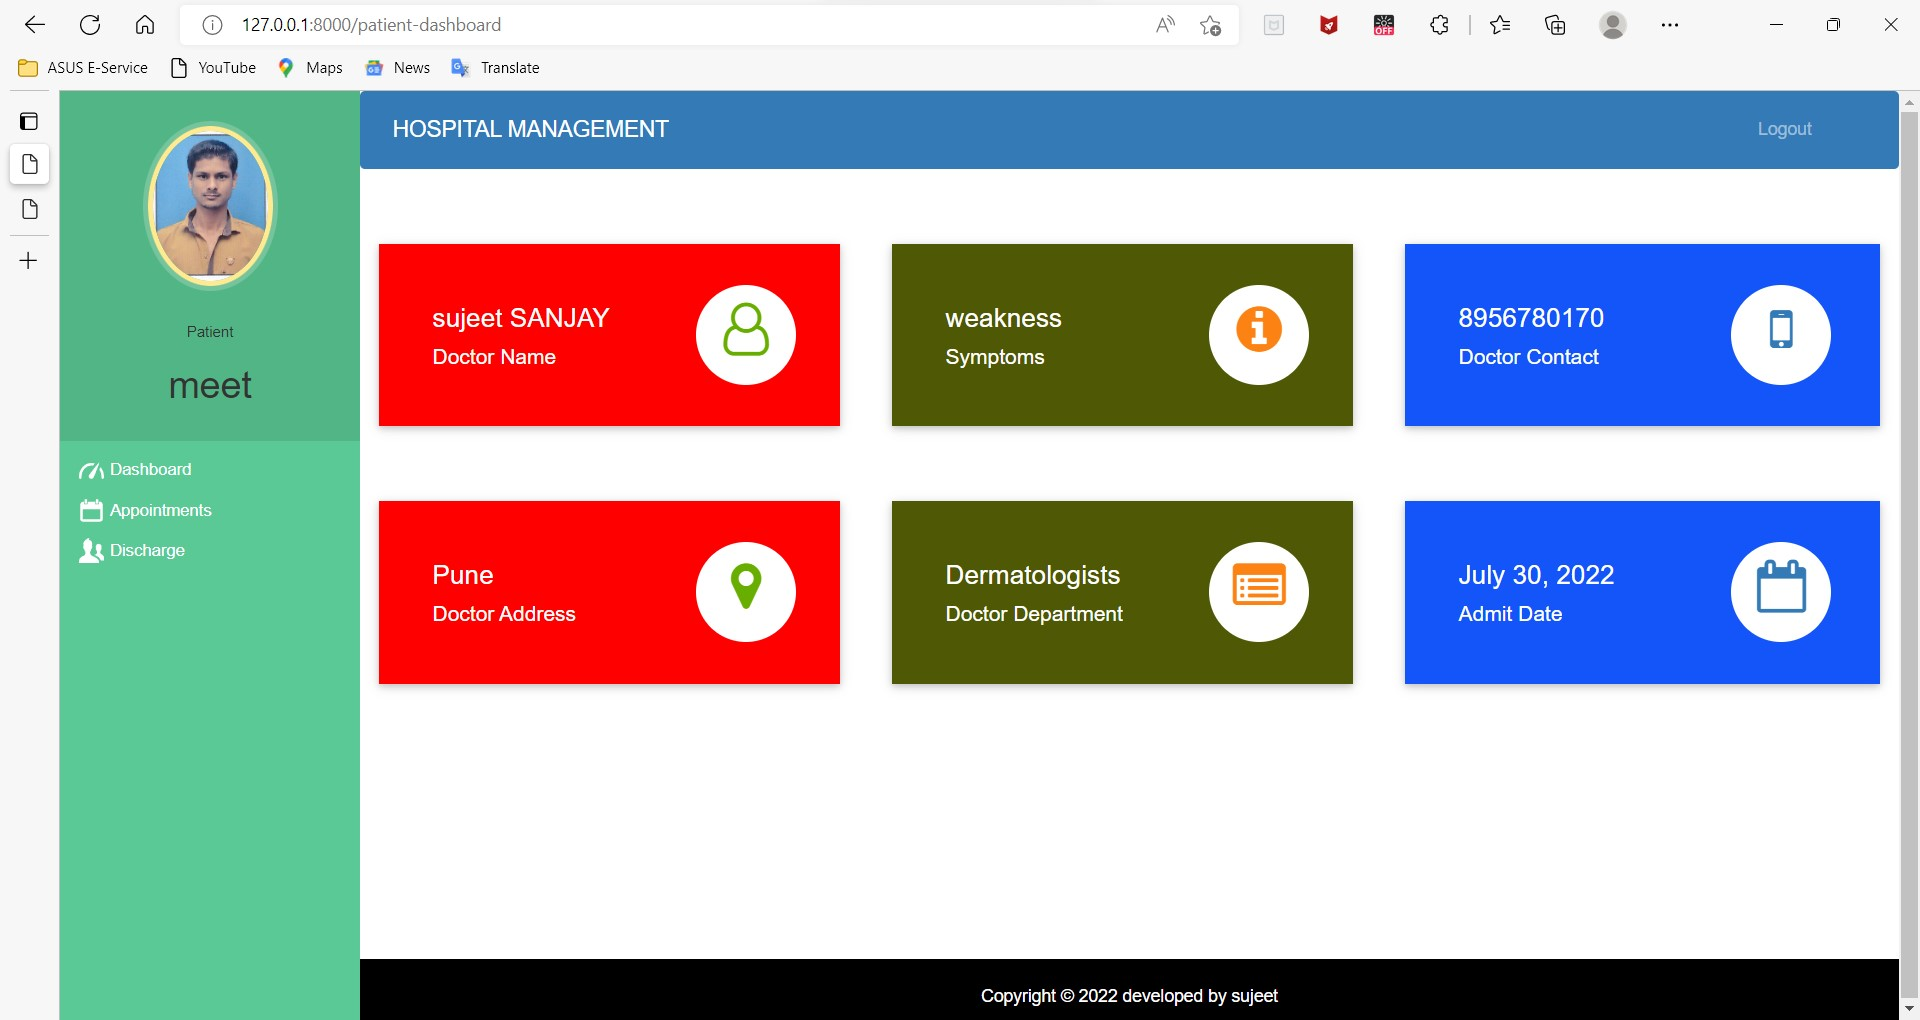 127.0.0.1:8000/patient-dashboard
OFF
ASUS E-Service
YouTube
Maps
News
Translate
HOSPITAL MANAGEMENT
Logout
Patient
meet
Dashboard
Appointments
Discharge
sujeet SANJAY
Doctor Name
weakness
Symptoms
8956780170
Doctor Contact
Pune
Doctor Address
Dermatologists
Doctor Department
July 30, 2022
Admit Date
Copyright © 2022 developed by sujeet